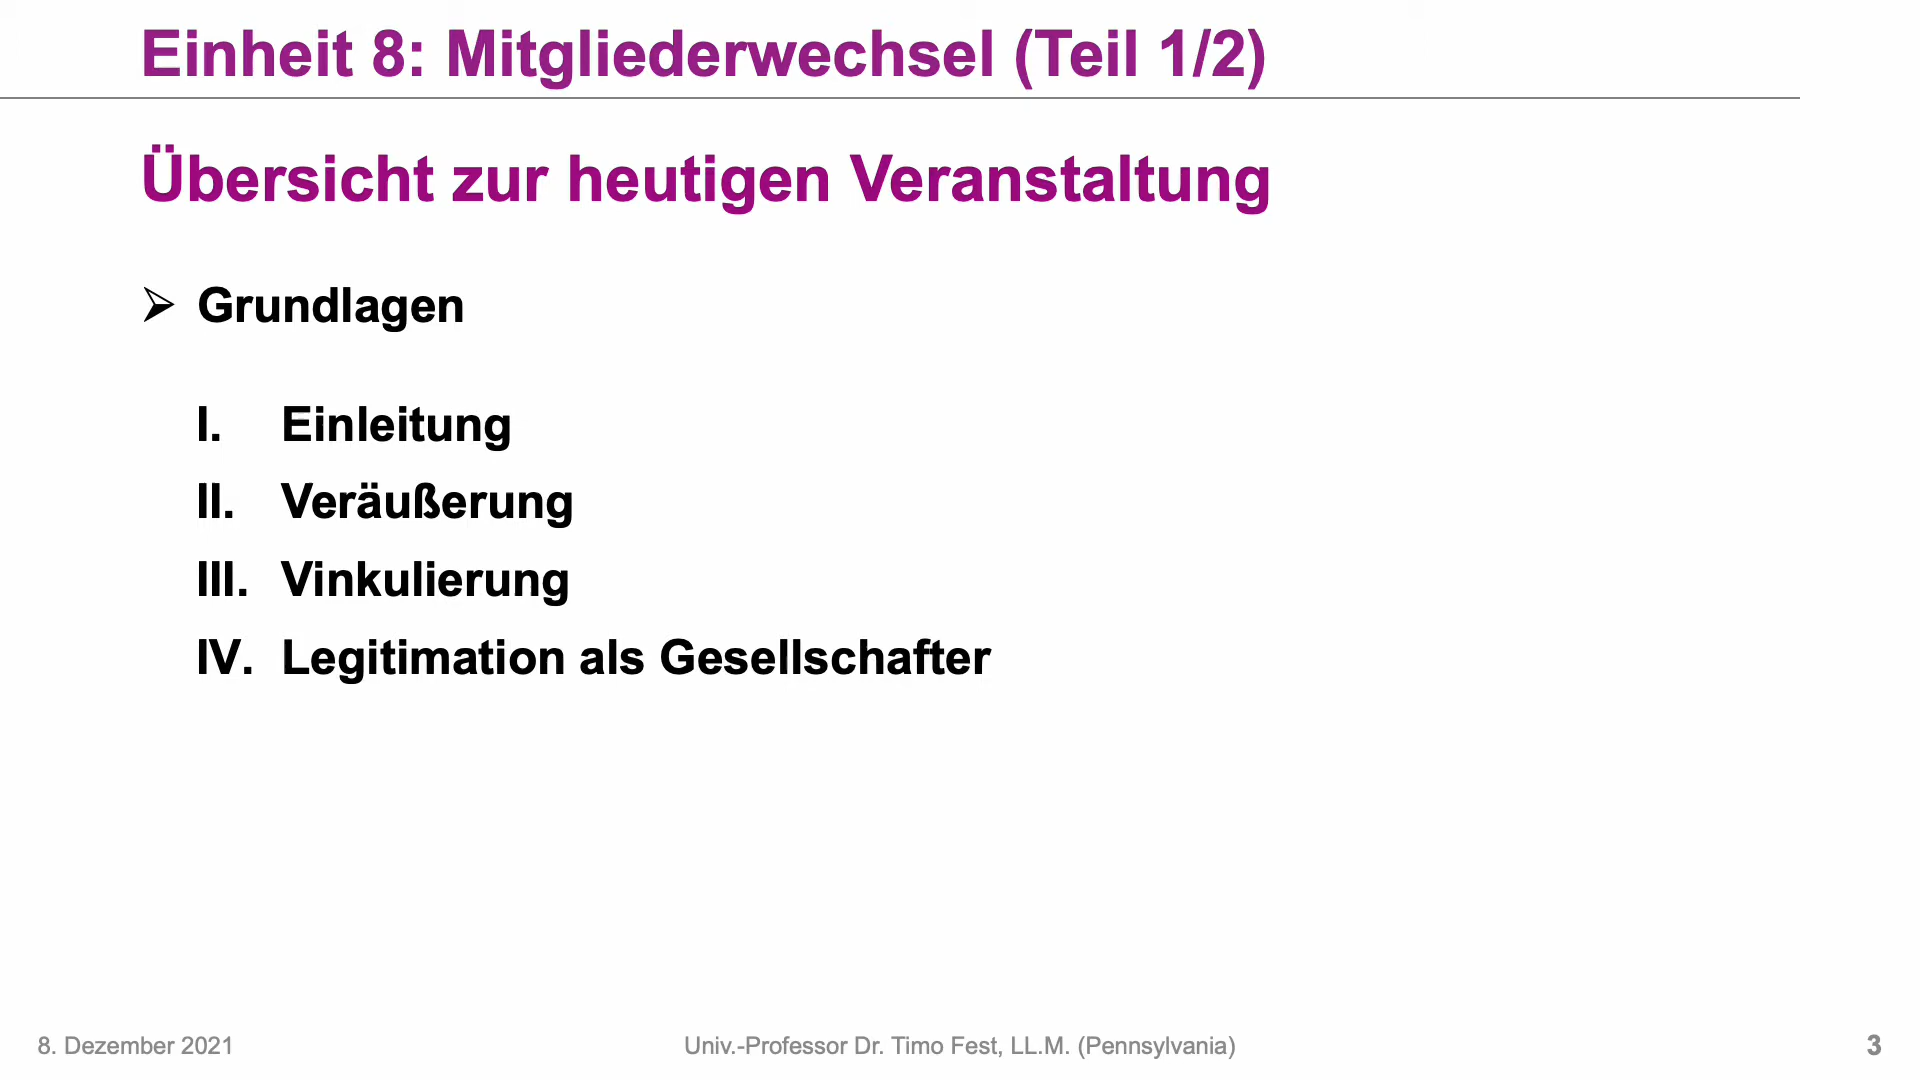 Einheit 8: Mitgliederwechsel (Teil 1/2)
Übersicht zur heutigen Veranstaltung
➢ Grundlagen
I. Einleitung
II. Veräußerung
III. Vinkulierung
IV. Legitimation als Gesellschafter
8. Dezember 2021
Univ.-Professor Dr. Timo Fest, LL.M. (Pennsylvania)
3